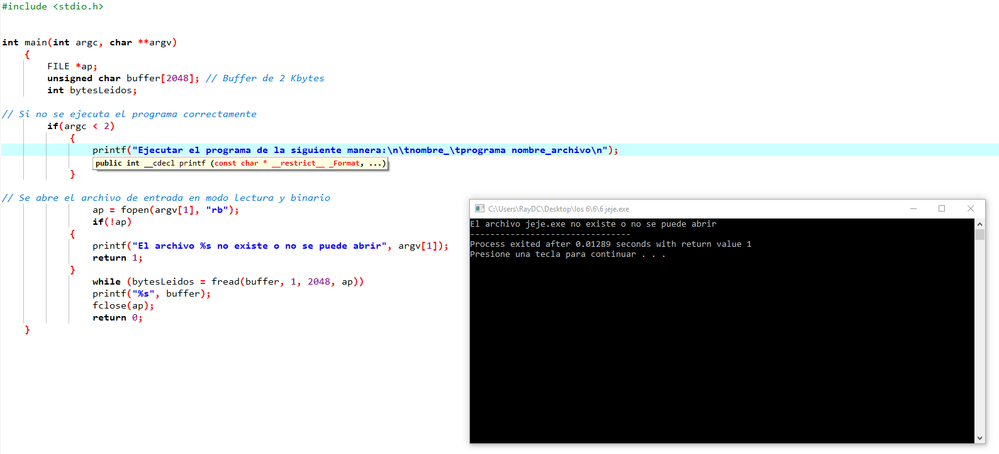 #include <stdio.h>
int main(int argc, char **argv)
{
FILE *ap;
unsigned char buffer[2048]; // Buffer de 2 Kbytes
int bytesLeidos;
// Si no se ejecuta el programa correctamente
if(argc < 2)
{
printf("Ejecutar el programa de la siguiente manera:\n\tnombre_\tprograma nombre_archivo\n");
public int __cdecl printf (const char * __restrict__ _Format, ...)
}
// Se abre el archivo de entrada en modo lectura y binario
ap = fopen(argv[1], "rb");
if(!ap)
{
printf("El archivo %s no existe o no se puede abrir", argv[1]);
return 1;
}
while (bytesLeidos = fread(buffer, 1, 2048, ap))
printf("%s", buffer);
fclose(ap);
return 0;
}
C:\Users\RayDC\Desktop\los 6\6\6 jeje.exe
El archivo jeje.exe no existe o no se puede abrir
--------------------------------
Process exited after 0.01289 seconds with return value 1
Presione una tecla para continuar . . .